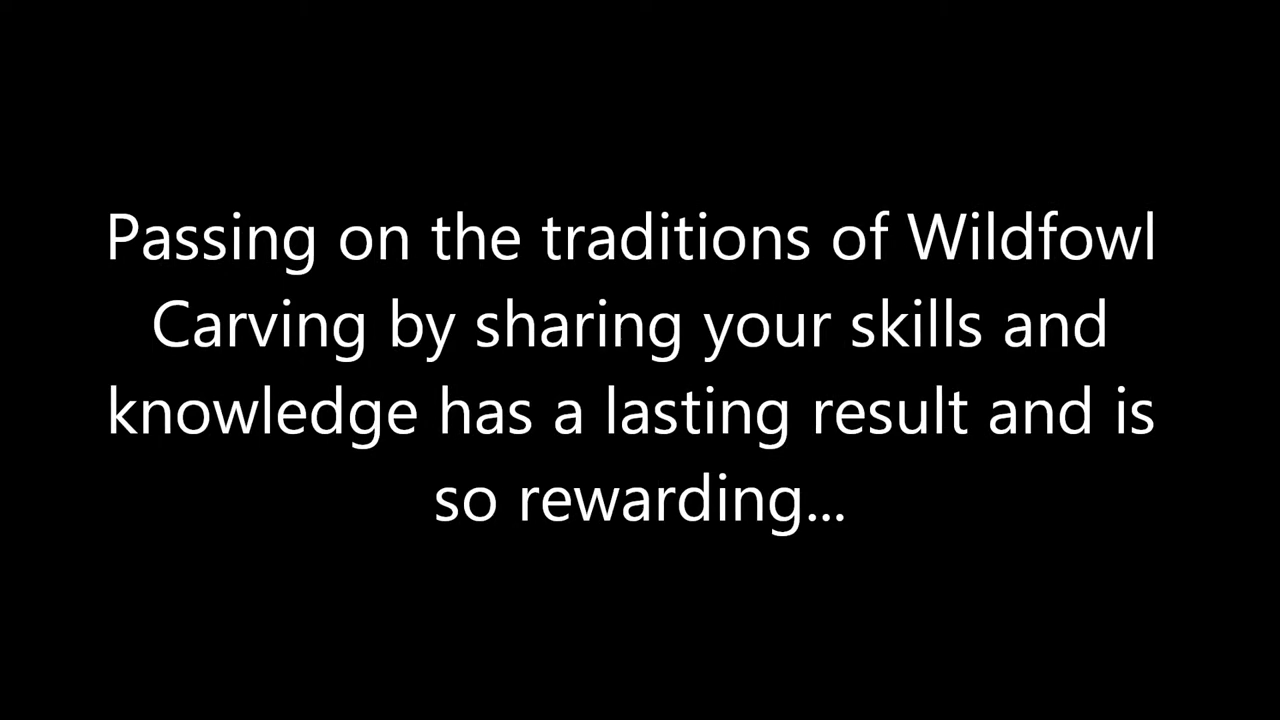 Passing on the traditions of Wildfowl
Carving by sharing your skills and
knowledge has a lasting result and is
so rewarding...